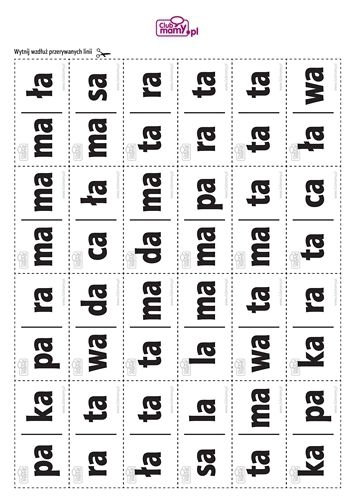 Club mamy.pl
Wytnij wzdłuż przerywanych linii
ła sa ra ta ta wa
ma ma ta ra ta ła
ma ła ma pa ta ca
ma ca da ma ma ta
ra da ma ma ta ra
pa wa ta la ta ka
ka ta ta la ma ka
pa ra ła sa ta pa